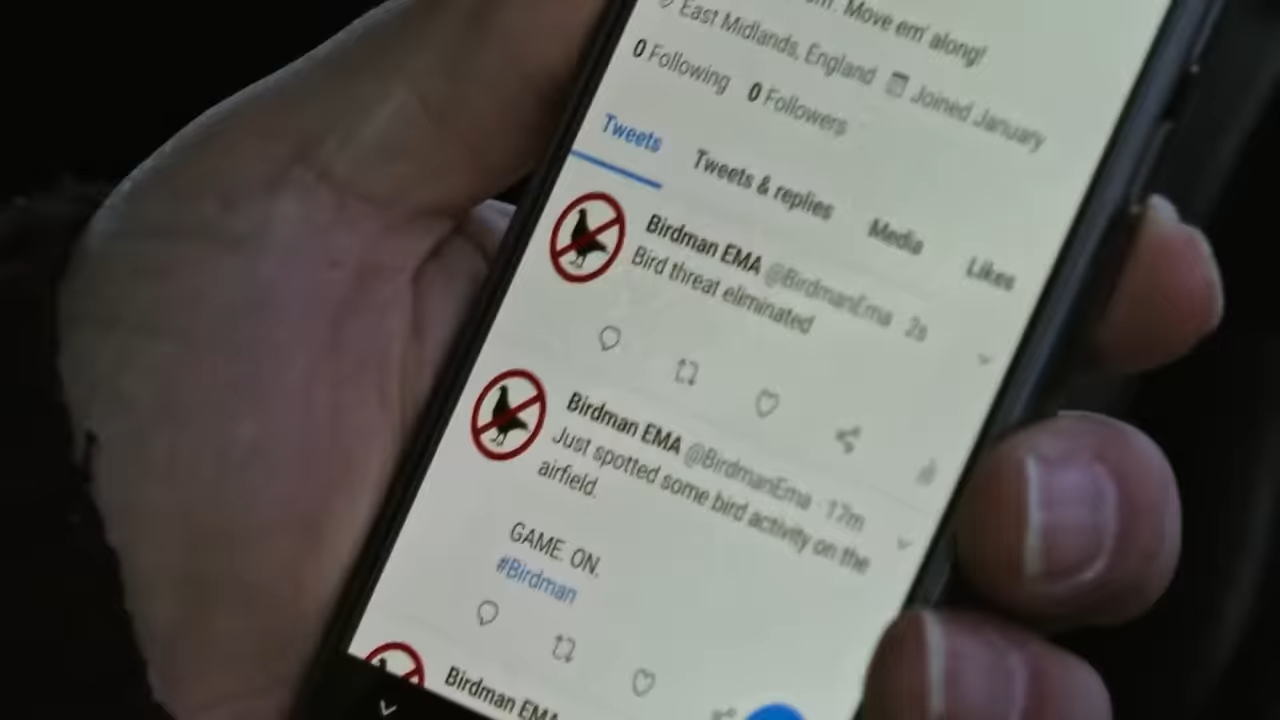 Move em' along!
East Midlands, England Joined January
0 Following 0 Followers
Tweets Tweets & replies Media Likes
Birdman EMA @BirdmanEma · 2s
Bird threat eliminated
Birdman EMA @BirdmanEma · 17m
Just spotted some bird activity on the
airfield.
GAME. ON.
#Birdman
Birdman EMA